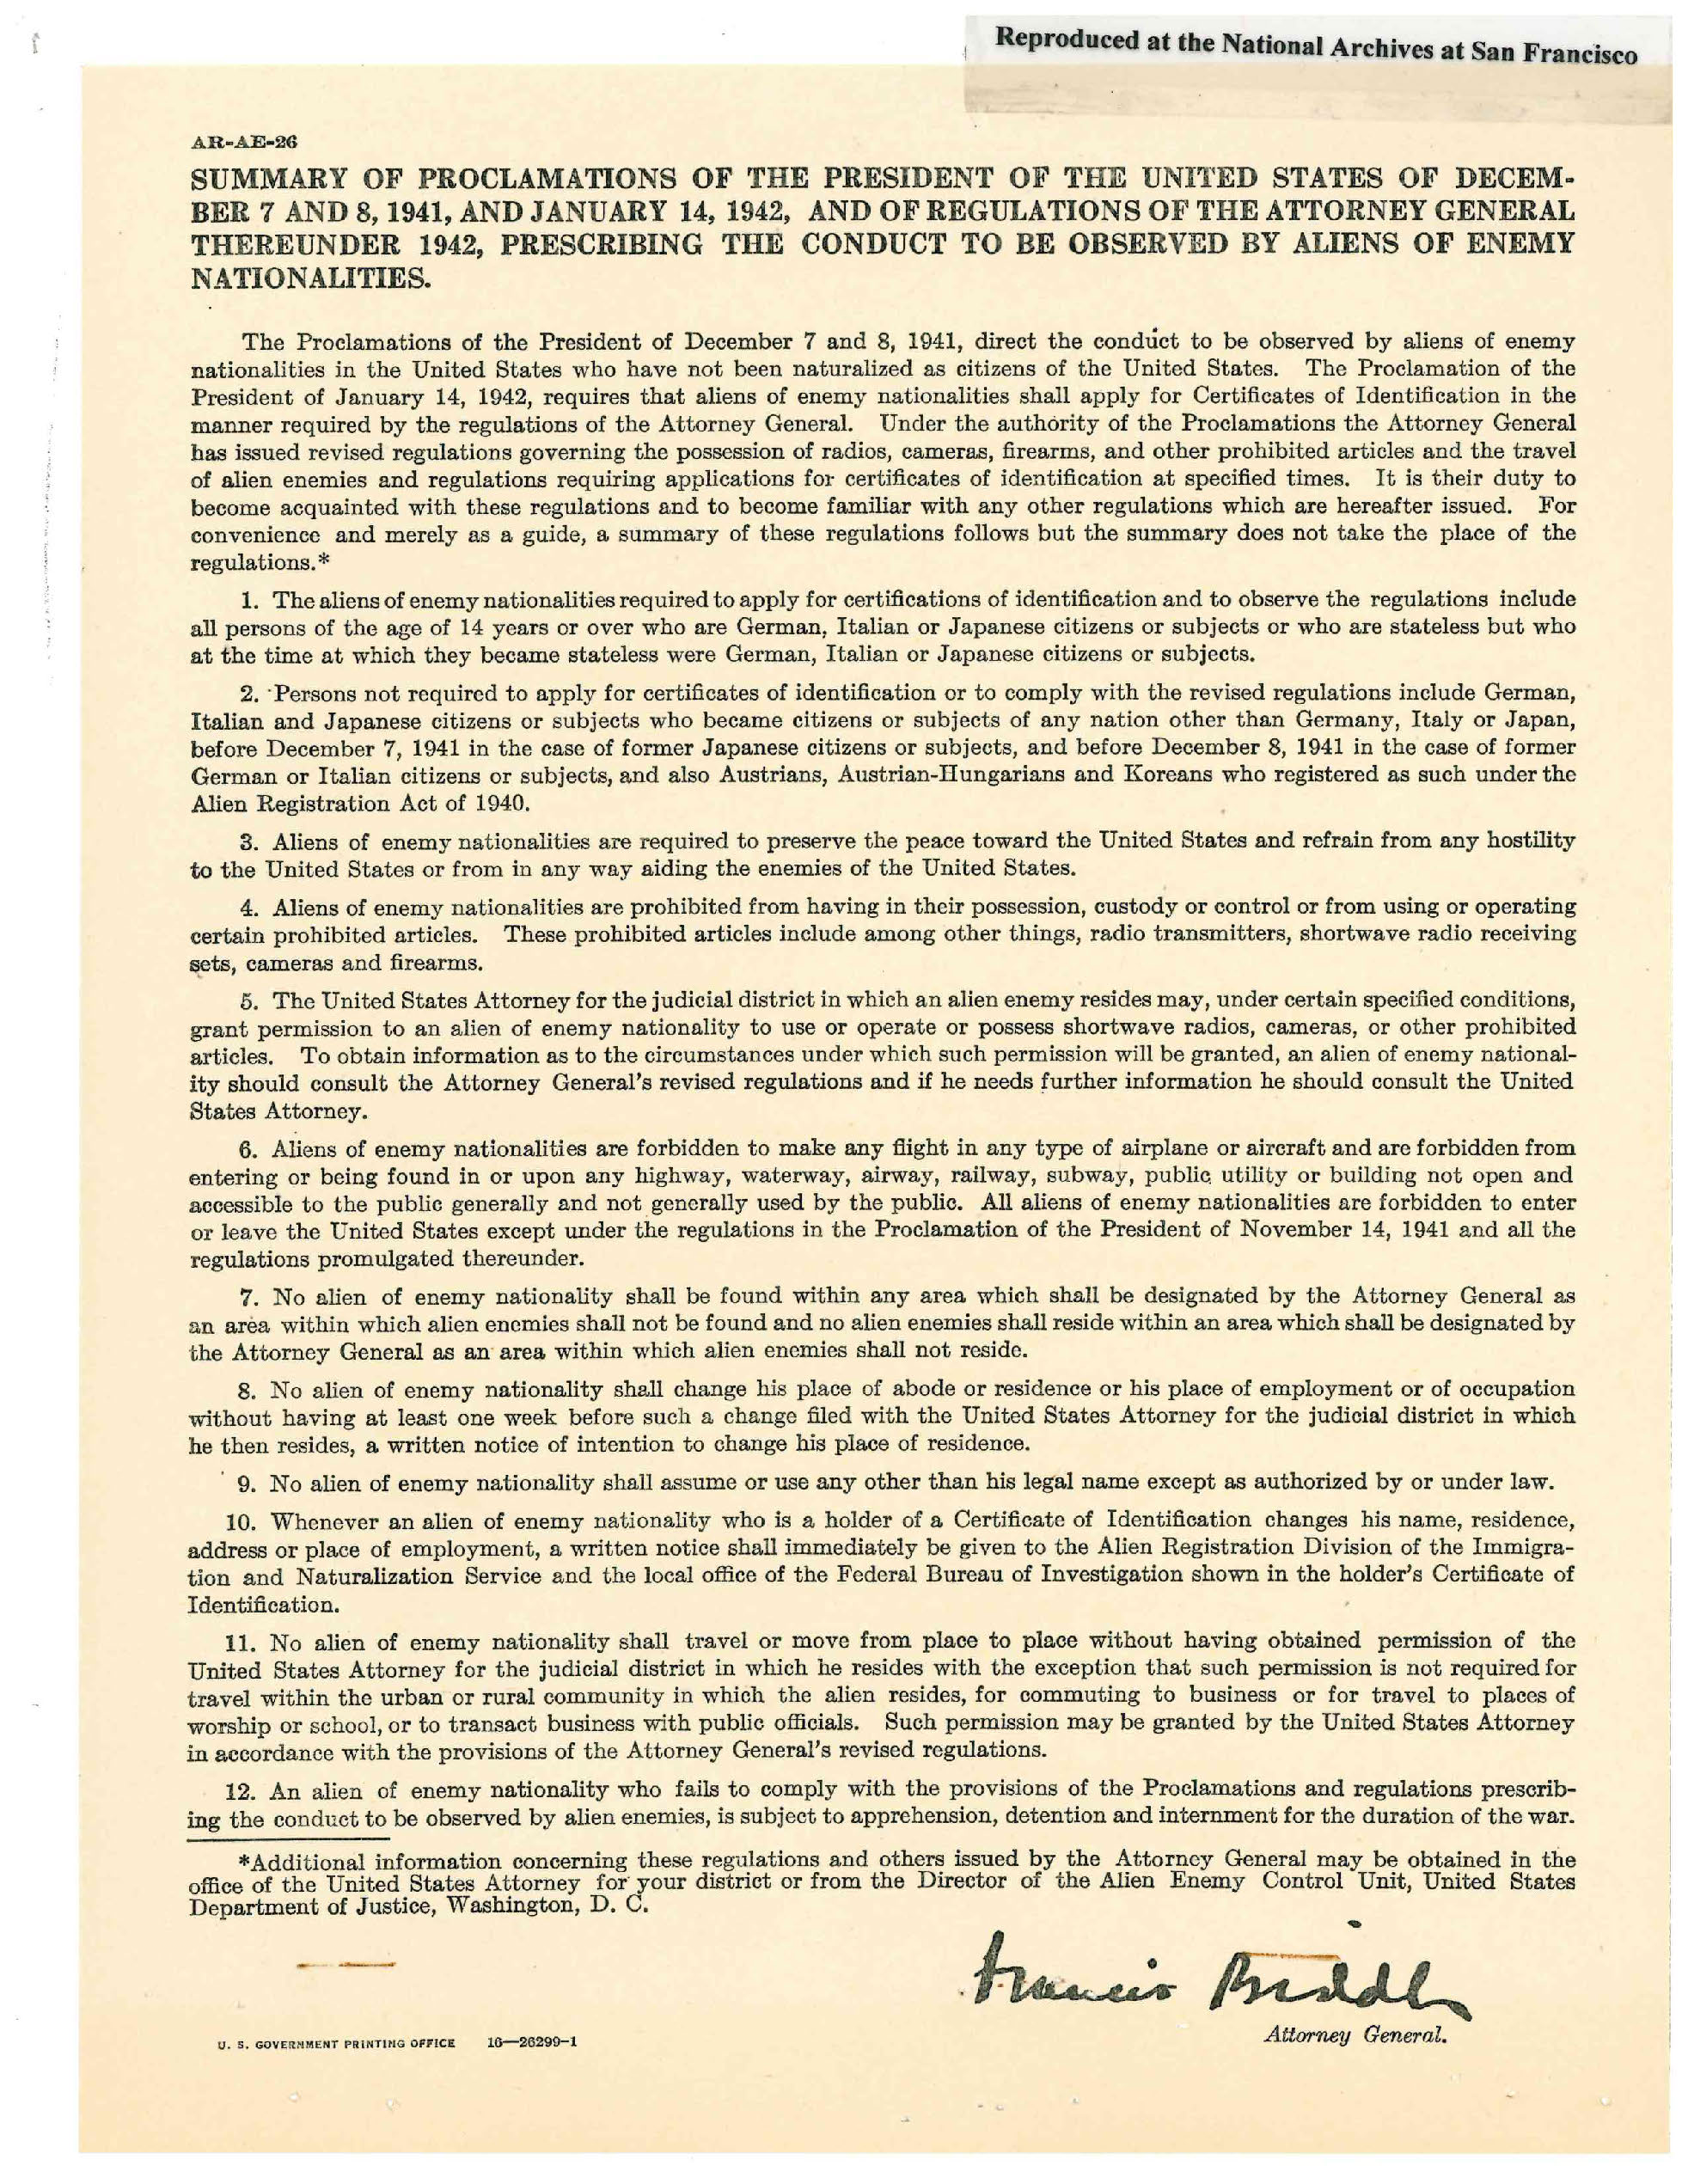 Reproduced at the National Archives at San Francisco
AR-AE-26
SUMMARY OF PROCLAMATIONS OF THE PRESIDENT OF THE UNITED STATES OF DECEM-
BER 7 AND 8, 1941, AND JANUARY 14, 1942, AND OF REGULATIONS OF THE ATTORNEY GENERAL
THEREUNDER 1942, PRESCRIBING THE CONDUCT TO BE OBSERVED BY ALIENS OF ENEMY
NATIONALITIES.
The Proclamations of the President of December 7 and 8, 1941, direct the conduct to be observed by aliens of enemy
nationalities in the United States who have not been naturalized as citizens of the United States. The Proclamation of the
President of January 14, 1942, requires that aliens of enemy nationalities shall apply for Certificates of Identification in the
manner required by the regulations of the Attorney General. Under the authority of the Proclamations the Attorney General
has issued revised regulations governing the possession of radios, cameras, firearms, and other prohibited articles and the travel
of alien enemies and regulations requiring applications for certificates of identification at specified times. It is their duty to
become acquainted with these regulations and to become familiar with any other regulations which are hereafter issued. For
convenience and merely as a guide, a summary of these regulations follows but the summary does not take the place of the
regulations.*
1. The aliens of enemy nationalities required to apply for certifications of identification and to observe the regulations include
all persons of the age of 14 years or over who are German, Italian or Japanese citizens or subjects or who are stateless but who
at the time at which they became stateless were German, Italian or Japanese citizens or subjects.
2. Persons not required to apply for certificates of identification or to comply with the revised regulations include German,
Italian and Japanese citizens or subjects who became citizens or subjects of any nation other than Germany, Italy or Japan,
before December 7, 1941 in the case of former Japanese citizens or subjects, and before December 8, 1941 in the case of former
German or Italian citizens or subjects, and also Austrians, Austrian-Hungarians and Koreans who registered as such under the
Alien Registration Act of 1940.
3. Aliens of enemy nationalities are required to preserve the peace toward the United States and refrain from any hostility
to the United States or from in any way aiding the enemies of the United States.
4. Aliens of enemy nationalities are prohibited from having in their possession, custody or control or from using or operating
certain prohibited articles. These prohibited articles include among other things, radio transmitters, shortwave radio receiving
sets, cameras and firearms.
5. The United States Attorney for the judicial district in which an alien enemy resides may, under certain specified conditions,
grant permission to an alien of enemy nationality to use or operate or possess shortwave radios, cameras, or other prohibited
articles. To obtain information as to the circumstances under which such permission will be granted, an alien of enemy national-
ity should consult the Attorney General's revised regulations and if he needs further information he should consult the United
States Attorney.
6. Aliens of enemy nationalities are forbidden to make any flight in any type of airplane or aircraft and are forbidden from
entering or being found in or upon any highway, waterway, airway, railway, subway, public utility or building not open and
accessible to the public generally and not generally used by the public. All aliens of enemy nationalities are forbidden to enter
or leave the United States except under the regulations in the Proclamation of the President of November 14, 1941 and all the
regulations promulgated thereunder.
7. No alien of enemy nationality shall be found within any area which shall be designated by the Attorney General as
an area within which alien enemies shall not be found and no alien enemies shall reside within an area which shall be designated by
the Attorney General as an area within which alien enemies shall not reside.
8. No alien of enemy nationality shall change his place of abode or residence or his place of employment or of occupation
without having at least one week before such a change filed with the United States Attorney for the judicial district in which
he then resides, a written notice of intention to change his place of residence.
9. No alien of enemy nationality shall assume or use any other than his legal name except as authorized by or under law.
10. Whenever an alien of enemy nationality who is a holder of a Certificate of Identification changes his name, residence,
address or place of employment, a written notice shall immediately be given to the Alien Registration Division of the Immigra-
tion and Naturalization Service and the local office of the Federal Bureau of Investigation shown in the holder's Certificate of
Identification.
11. No alien of enemy nationality shall travel or move from place to place without having obtained permission of the
United States Attorney for the judicial district in which he resides with the exception that such permission is not required for
travel within the urban or rural community in which the alien resides, for commuting to business or for travel to places of
worship or school, or to transact business with public officials. Such permission may be granted by the United States Attorney
in accordance with the provisions of the Attorney General's revised regulations.
12. An alien of enemy nationality who fails to comply with the provisions of the Proclamations and regulations prescrib-
ing the conduct to be observed by alien enemies, is subject to apprehension, detention and internment for the duration of the war.
*Additional information concerning these regulations and others issued by the Attorney General may be obtained in the
office of the United States Attorney for your district or from the Director of the Alien Enemy Control Unit, United States
Department of Justice, Washington, D. C.
Francis Biddle
Attorney General.
U. S. GOVERNMENT PRINTING OFFICE 16—26299-1